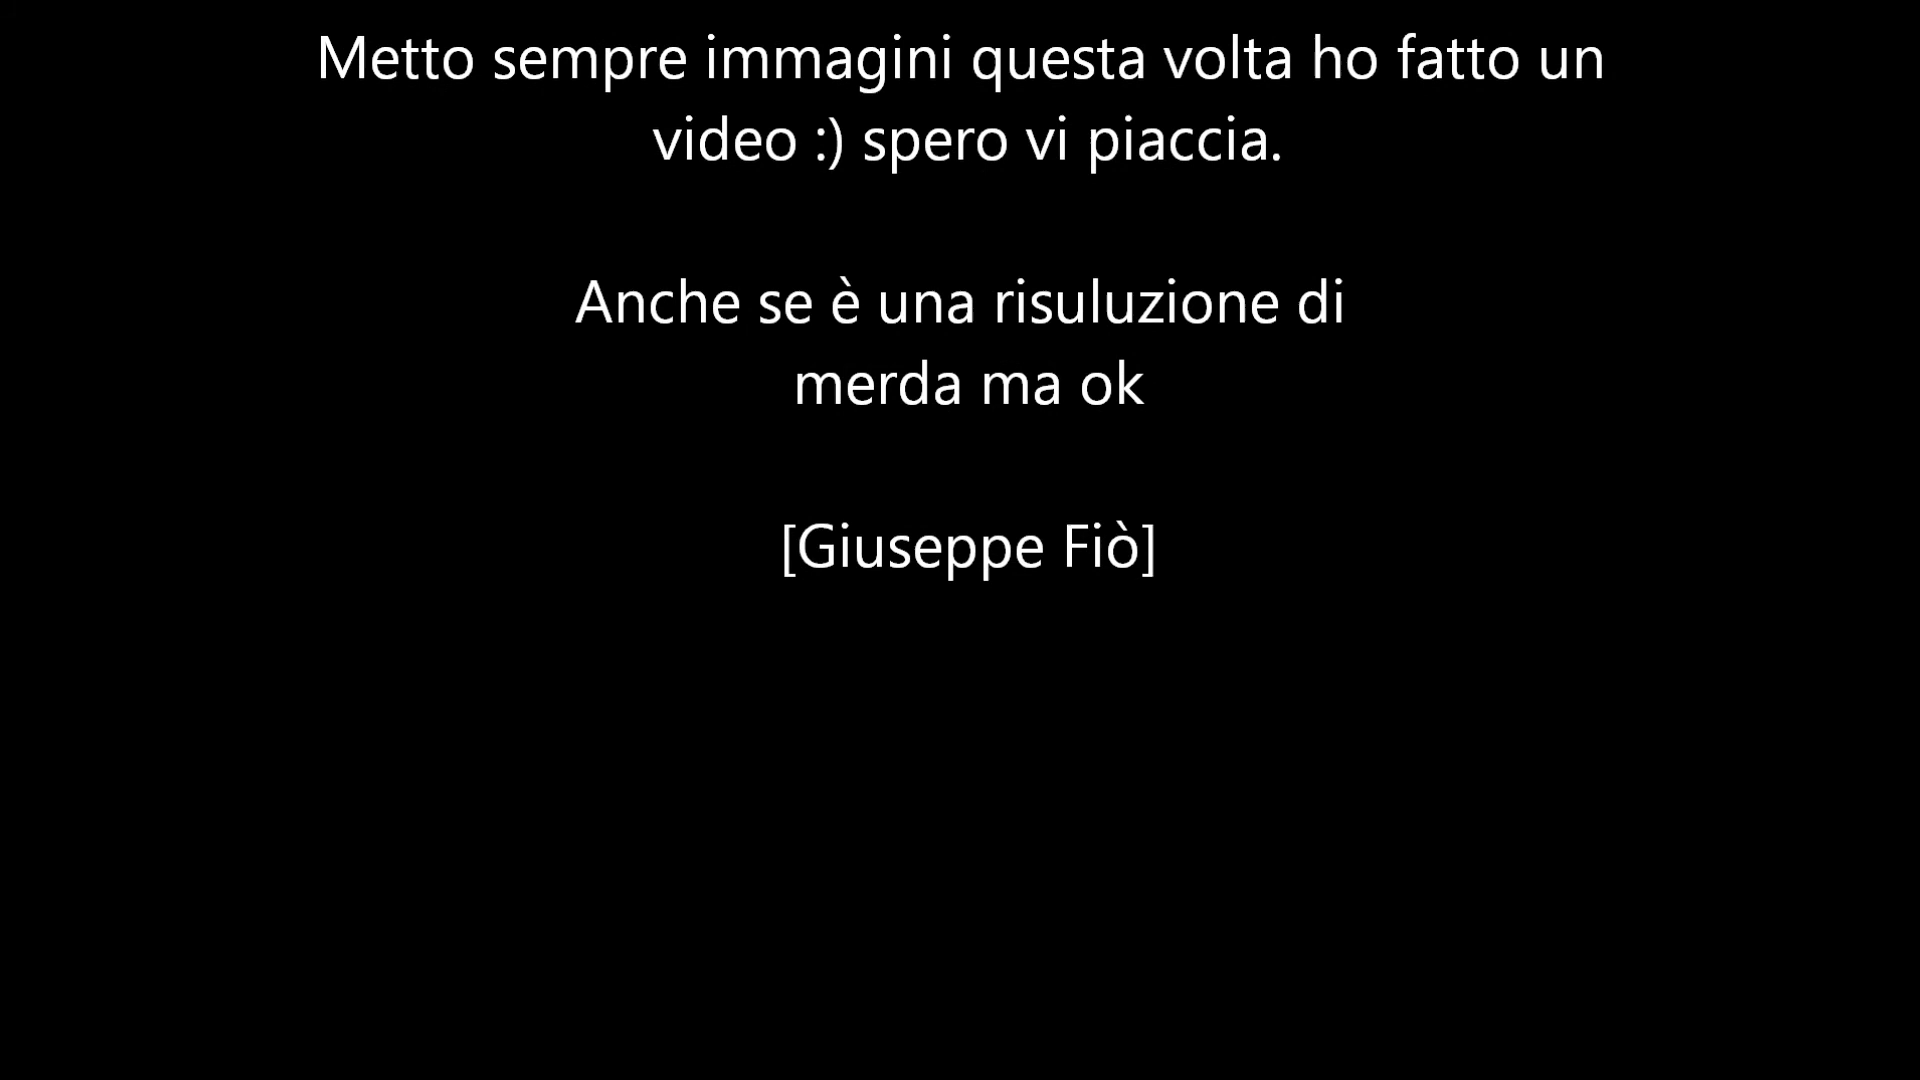 Metto sempre immagini questa volta ho fatto un
video :) spero vi piaccia.
Anche se è una risuluzione di
merda ma ok
[Giuseppe Fiò]